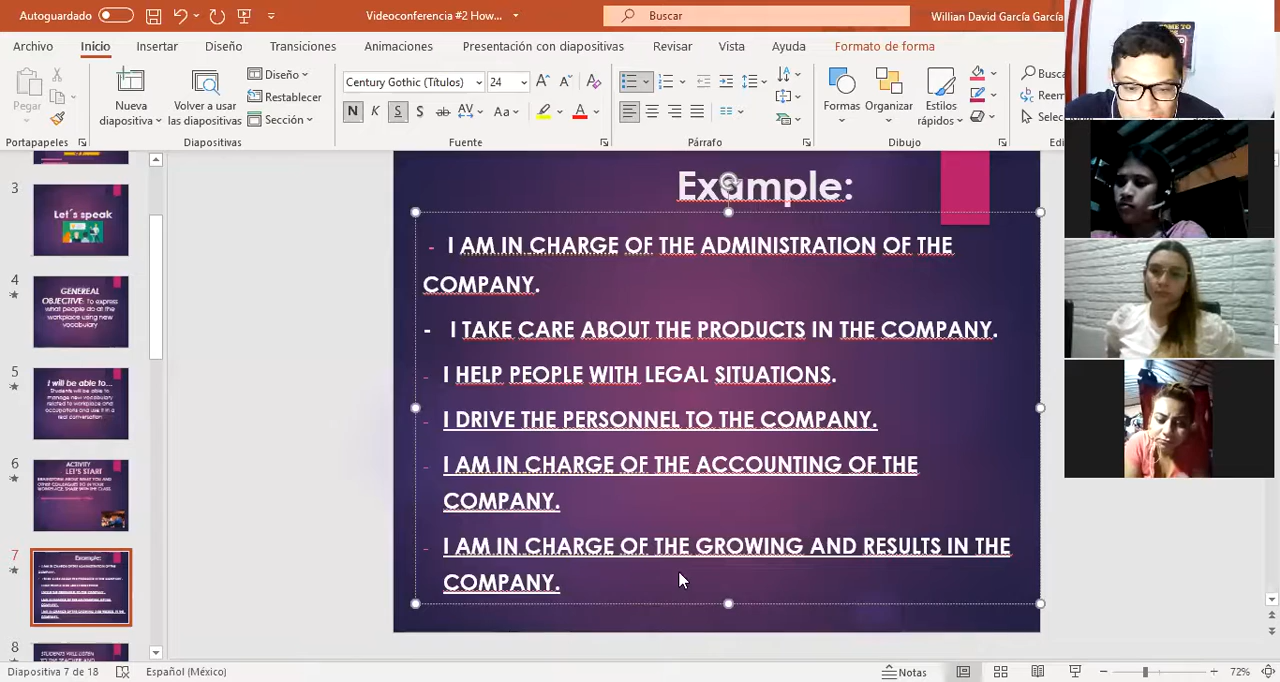 Autoguardado
Videoconferencia #2 How...
Buscar
Willian David García García
Archivo Inicio Insertar Diseño Transiciones Animaciones Presentación con diapositivas Revisar Vista Ayuda Formato de forma
Pegar
Nueva diapositiva
Volver a usar las diapositivas
Diseño
Restablecer
Sección
Century Gothic (Títulos) 24
N K S S ab AV Aa
Formas
Organizar
Estilos rápidos
Portapapeles Diapositivas Fuente Párrafo Dibujo
3
Let´s speak
4
GENEREAL
OBJECTIVE: To express
what people do at the
workplace using new
vocabulary
5
I will be able to...
Students will be able to
manage new vocabulary
related to workplace and
occupations and use it in a
real conversation
6
ACTIVITY
LET'S START
BRAINSTORM ABOUT WHAT YOU AND
OTHER COLLEAGUES DO IN YOUR
WORKPLACE, SHARE WITH THE CLASS.
7
Example:
8
STUDENTS WILL LISTEN
TO THE TEACHER AND
Example:
- I AM IN CHARGE OF THE ADMINISTRATION OF THE
COMPANY.
- I TAKE CARE ABOUT THE PRODUCTS IN THE COMPANY.
- I HELP PEOPLE WITH LEGAL SITUATIONS.
- I DRIVE THE PERSONNEL TO THE COMPANY.
- I AM IN CHARGE OF THE ACCOUNTING OF THE
COMPANY.
- I AM IN CHARGE OF THE GROWING AND RESULTS IN THE
COMPANY.
Diapositiva 7 de 18
Español (México)
Notas
72%